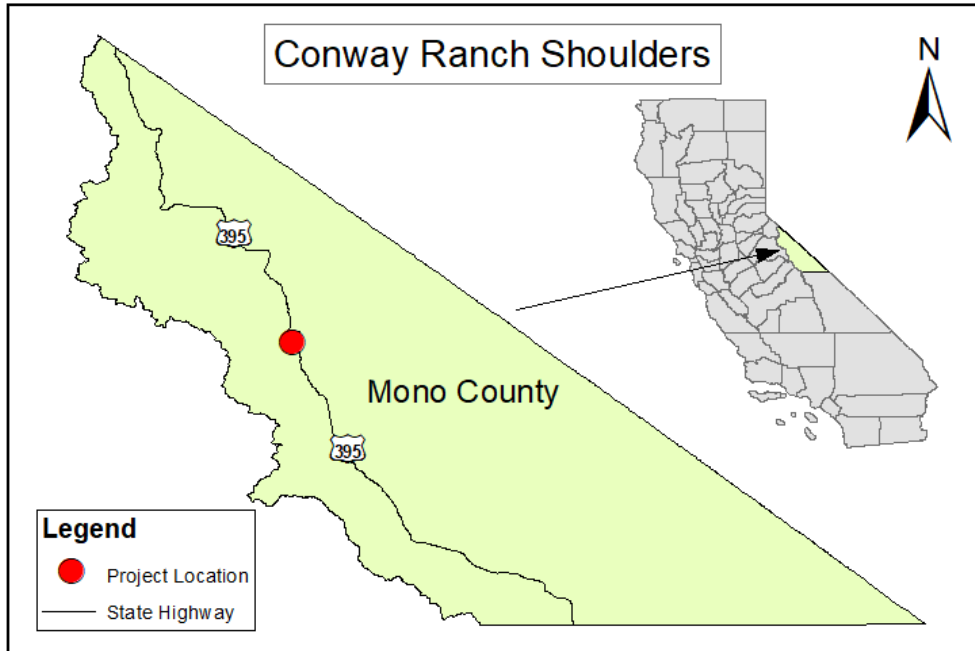 Conway Ranch Shoulders
N
395
Mono County
395
Legend
Project Location
State Highway